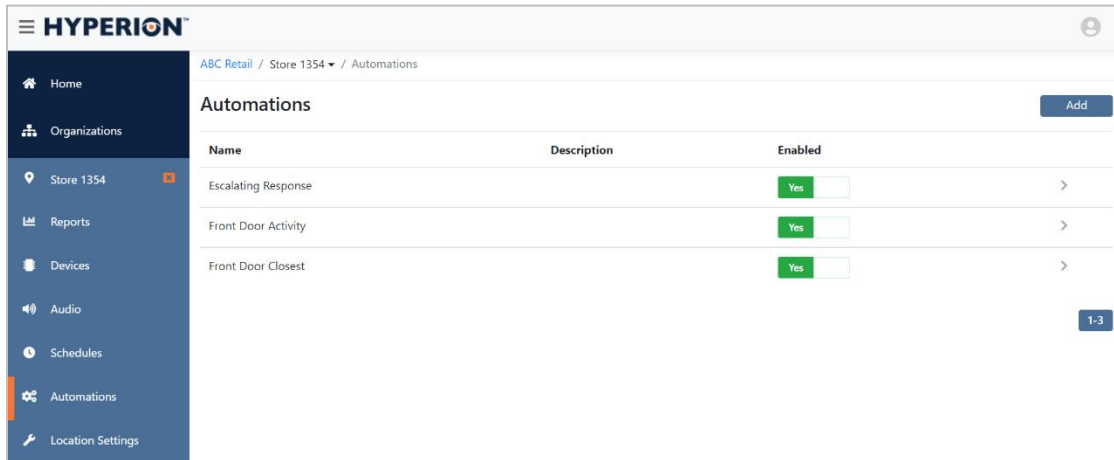 HYPERION™
Home
Organizations
Store 1354
Reports
Devices
Audio
Schedules
Automations
Location Settings
ABC Retail / Store 1354 / Automations
Automations
Add
Name Description Enabled
Escalating Response Yes
Front Door Activity Yes
Front Door Closest Yes
1-3